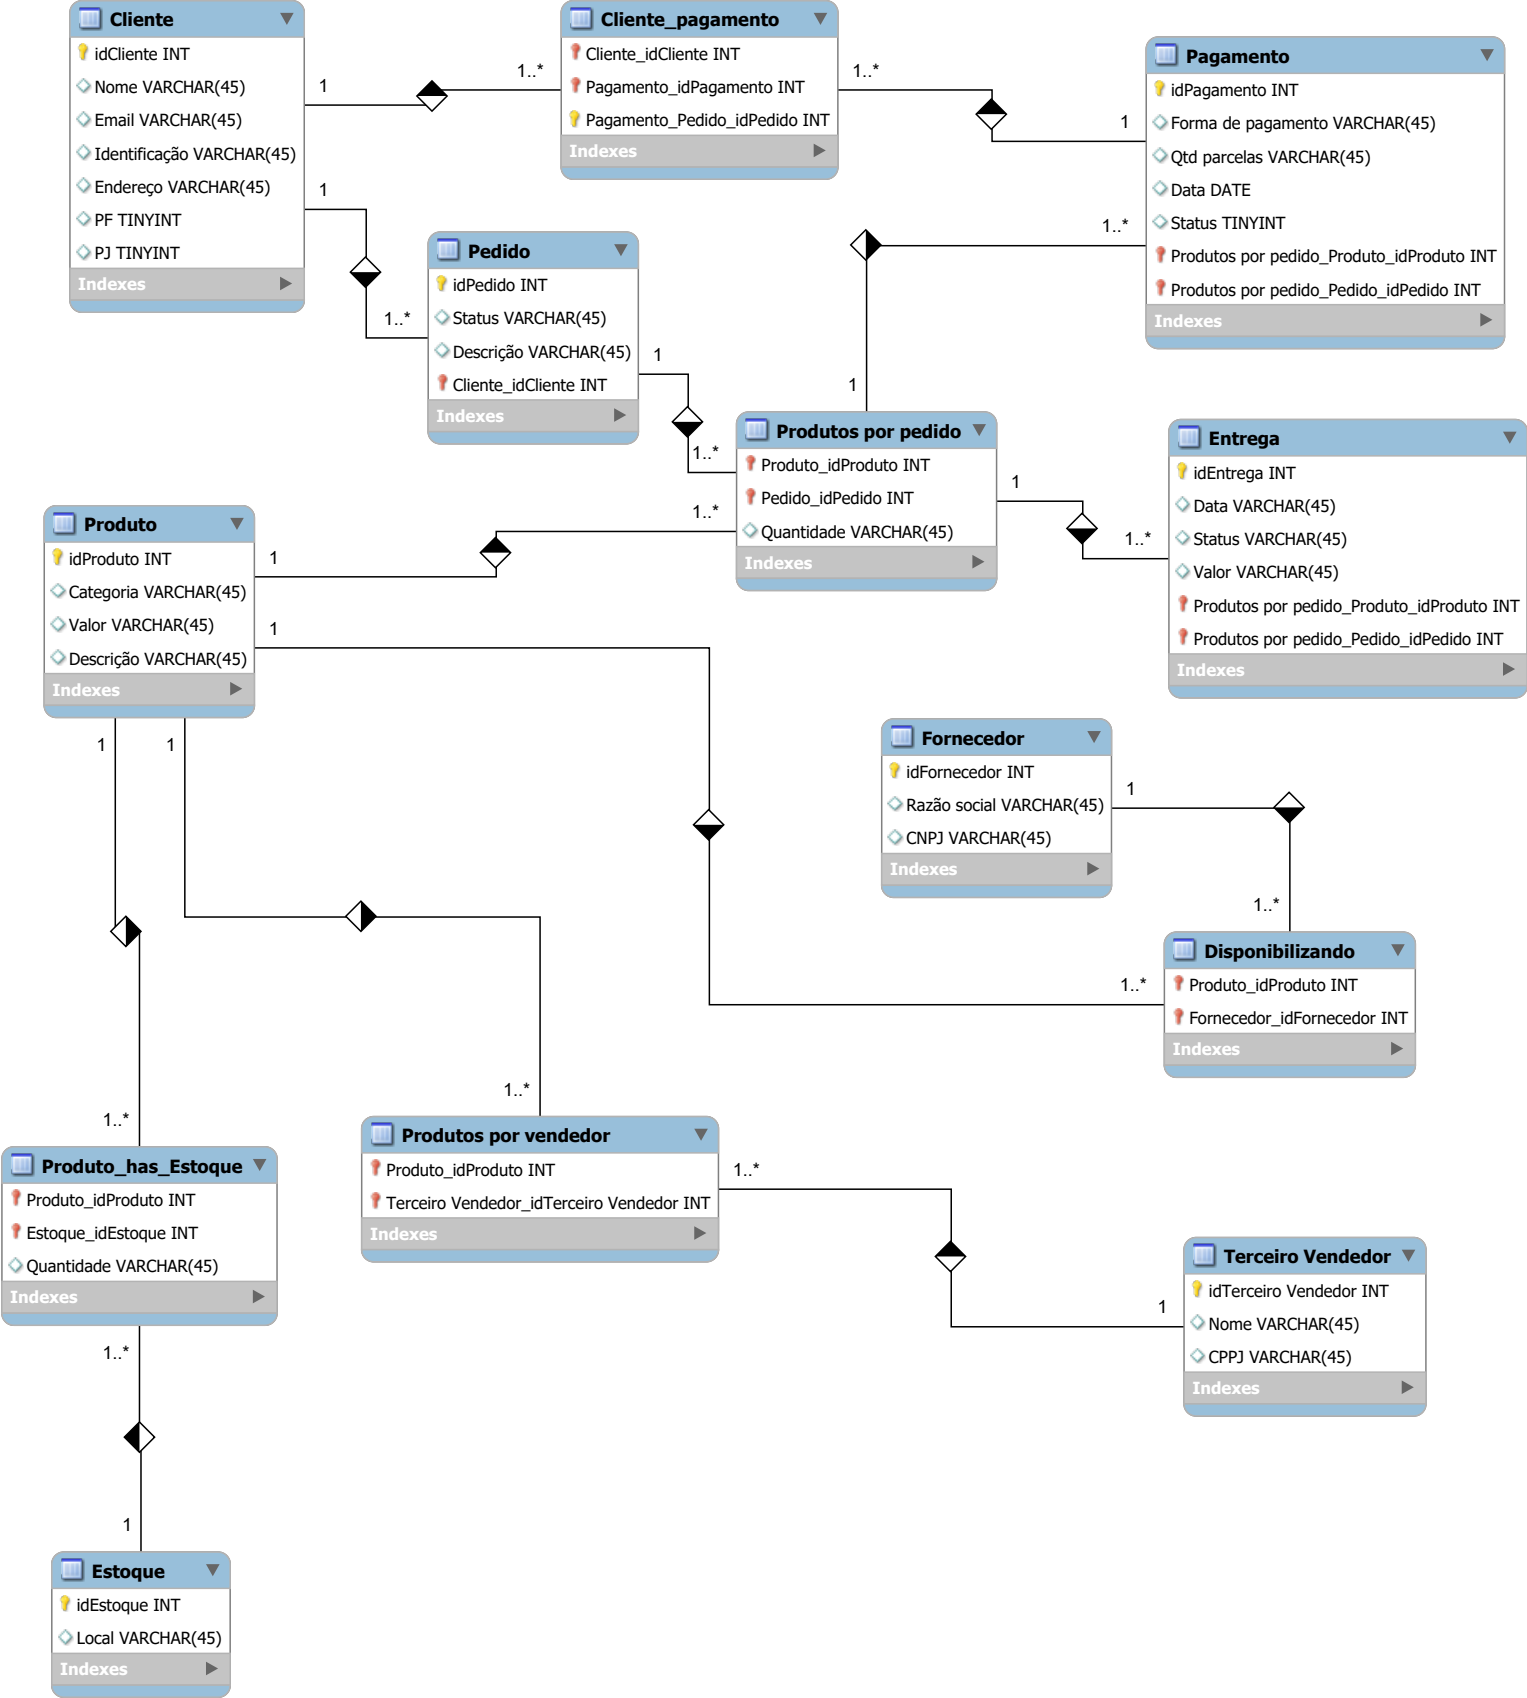 Cliente
idCliente INT
Nome VARCHAR(45)
Email VARCHAR(45)
Identificação VARCHAR(45)
Endereço VARCHAR(45)
PF TINYINT
PJ TINYINT
Indexes
1
1..*
Cliente_pagamento
Cliente_idCliente INT
Pagamento_idPagamento INT
Pagamento_Pedido_idPedido INT
Indexes
1..*
1
Pagamento
idPagamento INT
Forma de pagamento VARCHAR(45)
Qtd parcelas VARCHAR(45)
Data DATE
Status TINYINT
Produtos por pedido_Produto_idProduto INT
Produtos por pedido_Pedido_idPedido INT
Indexes
1
1..*
Pedido
idPedido INT
Status VARCHAR(45)
Descrição VARCHAR(45)
Cliente_idCliente INT
Indexes
1
1..*
1..*
1
Produtos por pedido
Produto_idProduto INT
Pedido_idPedido INT
Quantidade VARCHAR(45)
Indexes
1
1..*
Entrega
idEntrega INT
Data VARCHAR(45)
Status VARCHAR(45)
Valor VARCHAR(45)
Produtos por pedido_Produto_idProduto INT
Produtos por pedido_Pedido_idPedido INT
Indexes
Produto
idProduto INT
Categoria VARCHAR(45)
Valor VARCHAR(45)
Descrição VARCHAR(45)
Indexes
1
1..*
1
1
1
Fornecedor
idFornecedor INT
Razão social VARCHAR(45)
CNPJ VARCHAR(45)
Indexes
1
1..*
1..*
Disponibilizando
Produto_idProduto INT
Fornecedor_idFornecedor INT
Indexes
1..*
Produto_has_Estoque
Produto_idProduto INT
Estoque_idEstoque INT
Quantidade VARCHAR(45)
Indexes
1..*
1..*
Produtos por vendedor
Produto_idProduto INT
Terceiro Vendedor_idTerceiro Vendedor INT
Indexes
1..*
1
Terceiro Vendedor
idTerceiro Vendedor INT
Nome VARCHAR(45)
CPPJ VARCHAR(45)
Indexes
1
Estoque
idEstoque INT
Local VARCHAR(45)
Indexes